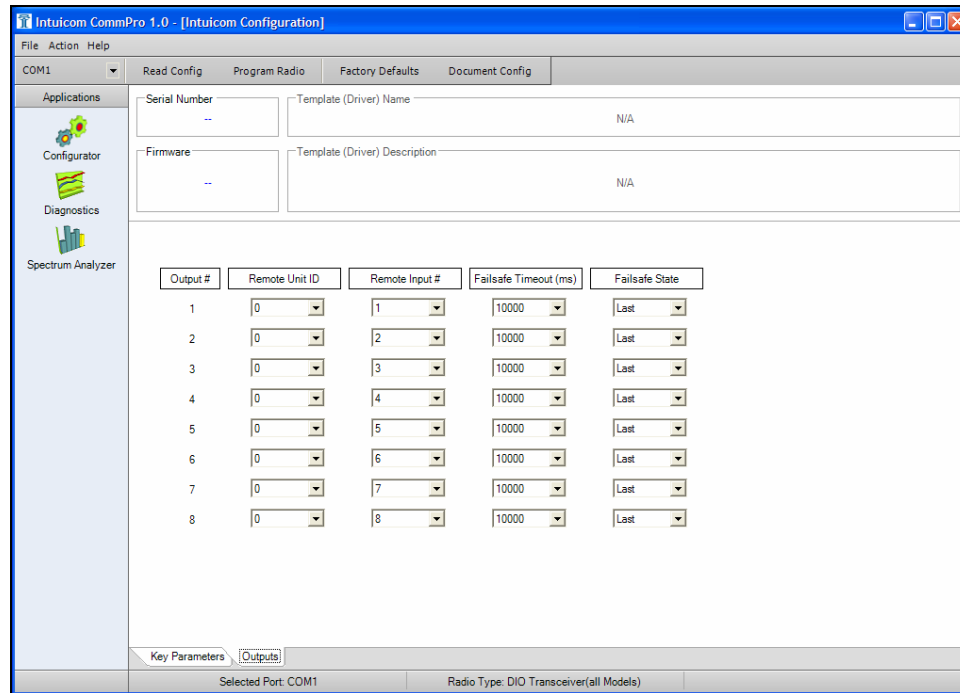 Intuicom CommPro 1.0 - [Intuicom Configuration]
File Action Help
COM1 Read Config Program Radio Factory Defaults Document Config
Applications
Configurator
Diagnostics
Spectrum Analyzer
Serial Number
--
Template (Driver) Name
N/A
Firmware
--
Template (Driver) Description
N/A
Output # Remote Unit ID Remote Input # Failsafe Timeout (ms) Failsafe State
1 0 1 10000 Last
2 0 2 10000 Last
3 0 3 10000 Last
4 0 4 10000 Last
5 0 5 10000 Last
6 0 6 10000 Last
7 0 7 10000 Last
8 0 8 10000 Last
Key Parameters Outputs
Selected Port: COM1 Radio Type: DIO Transceiver(all Models)